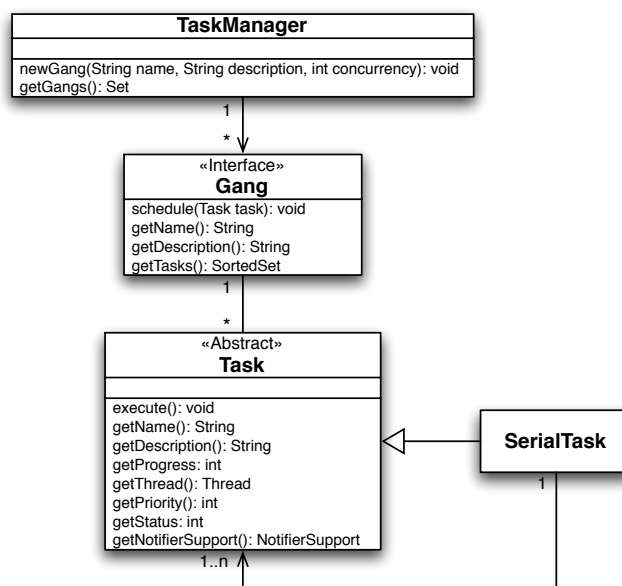 TaskManager
newGang(String name, String description, int concurrency): void
getGangs(): Set
1
*
«Interface»
Gang
schedule(Task task): void
getName(): String
getDescription(): String
getTasks(): SortedSet
1
*
«Abstract»
Task
execute(): void
getName(): String
getDescription(): String
getProgress: int
getThread(): Thread
getPriority(): int
getStatus: int
getNotifierSupport(): NotifierSupport
SerialTask
1
1..n